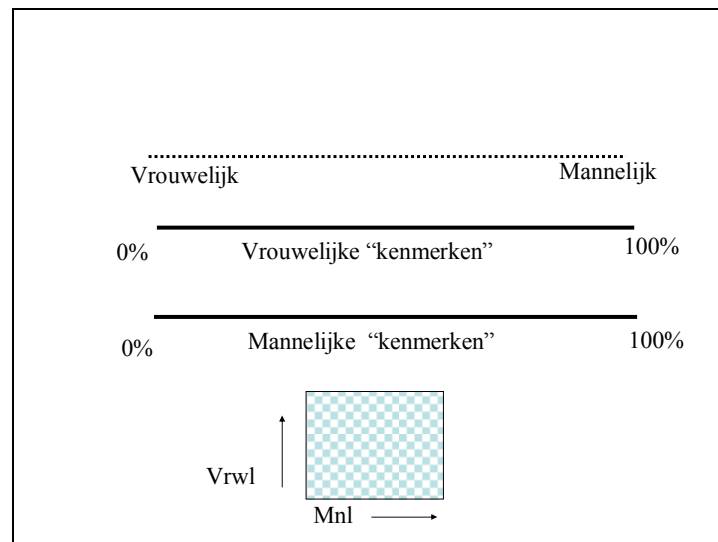 Vrouwelijk Mannelijk
0% Vrouwelijke “kenmerken” 100%
0% Mannelijke “kenmerken” 100%
Vrwl
Mnl